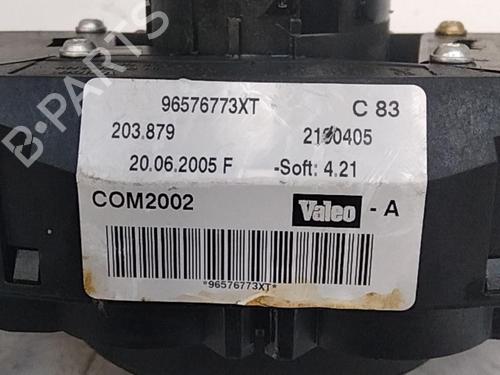 96576773XT C 83
203.879 2190405
20.06.2005 F -Soft: 4.21
COM2002 Valeo - A
*96576773XT*
B-PARTS